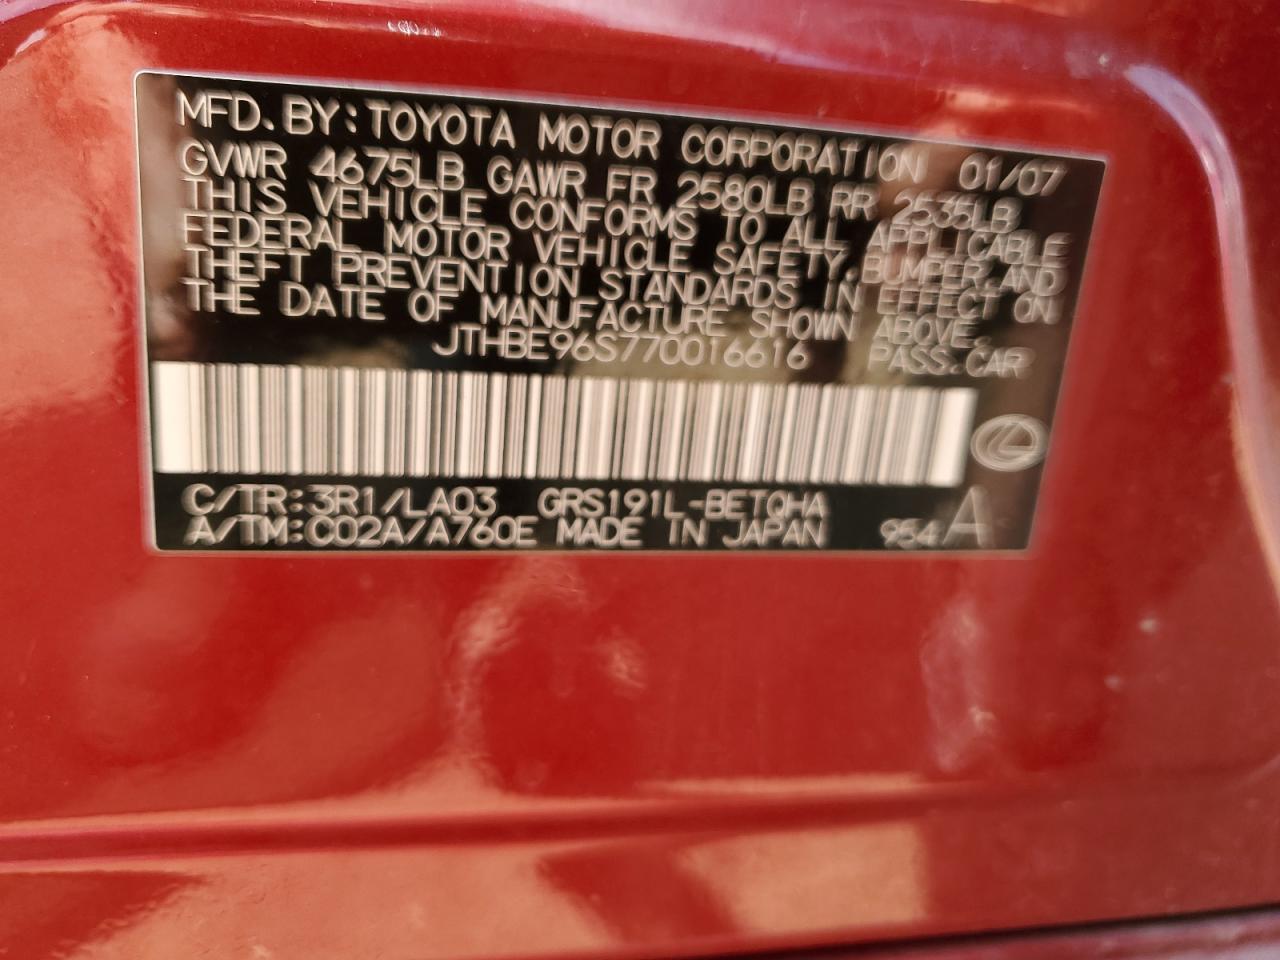 MFD. BY: TOYOTA MOTOR CORPORATION 01/07
GVWR 4675LB GAWR FR 2580LB RR 2535LB
THIS VEHICLE CONFORMS TO ALL APPLICABLE
FEDERAL MOTOR VEHICLE SAFETY, BUMPER, AND
THEFT PREVENTION STANDARDS IN EFFECT ON
THE DATE OF MANUFACTURE SHOWN ABOVE.
JTHBE96S770016616 PASS. CAR
C/TR: 3R1/LA03 GRS191L-BETQHA
A/TM: C02A/A760E MADE IN JAPAN 954 A